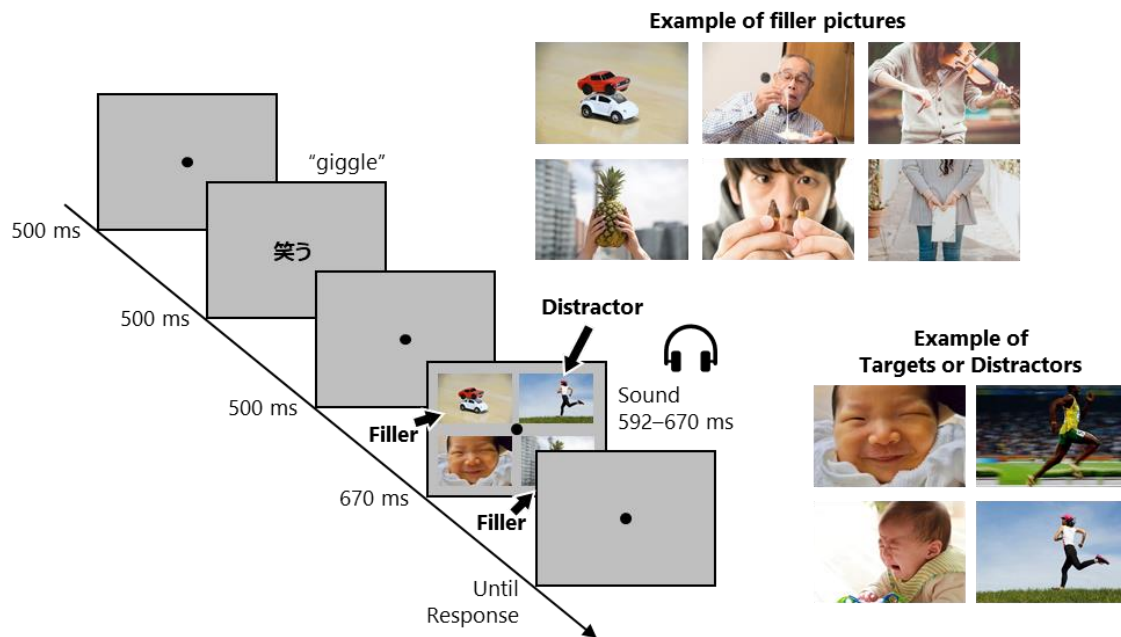 Example of filler pictures
“giggle”
500 ms
笑う
500 ms
Distractor
Example of
Targets or Distractors
500 ms
Sound
592–670 ms
Filler
670 ms
Filler
Until
Response